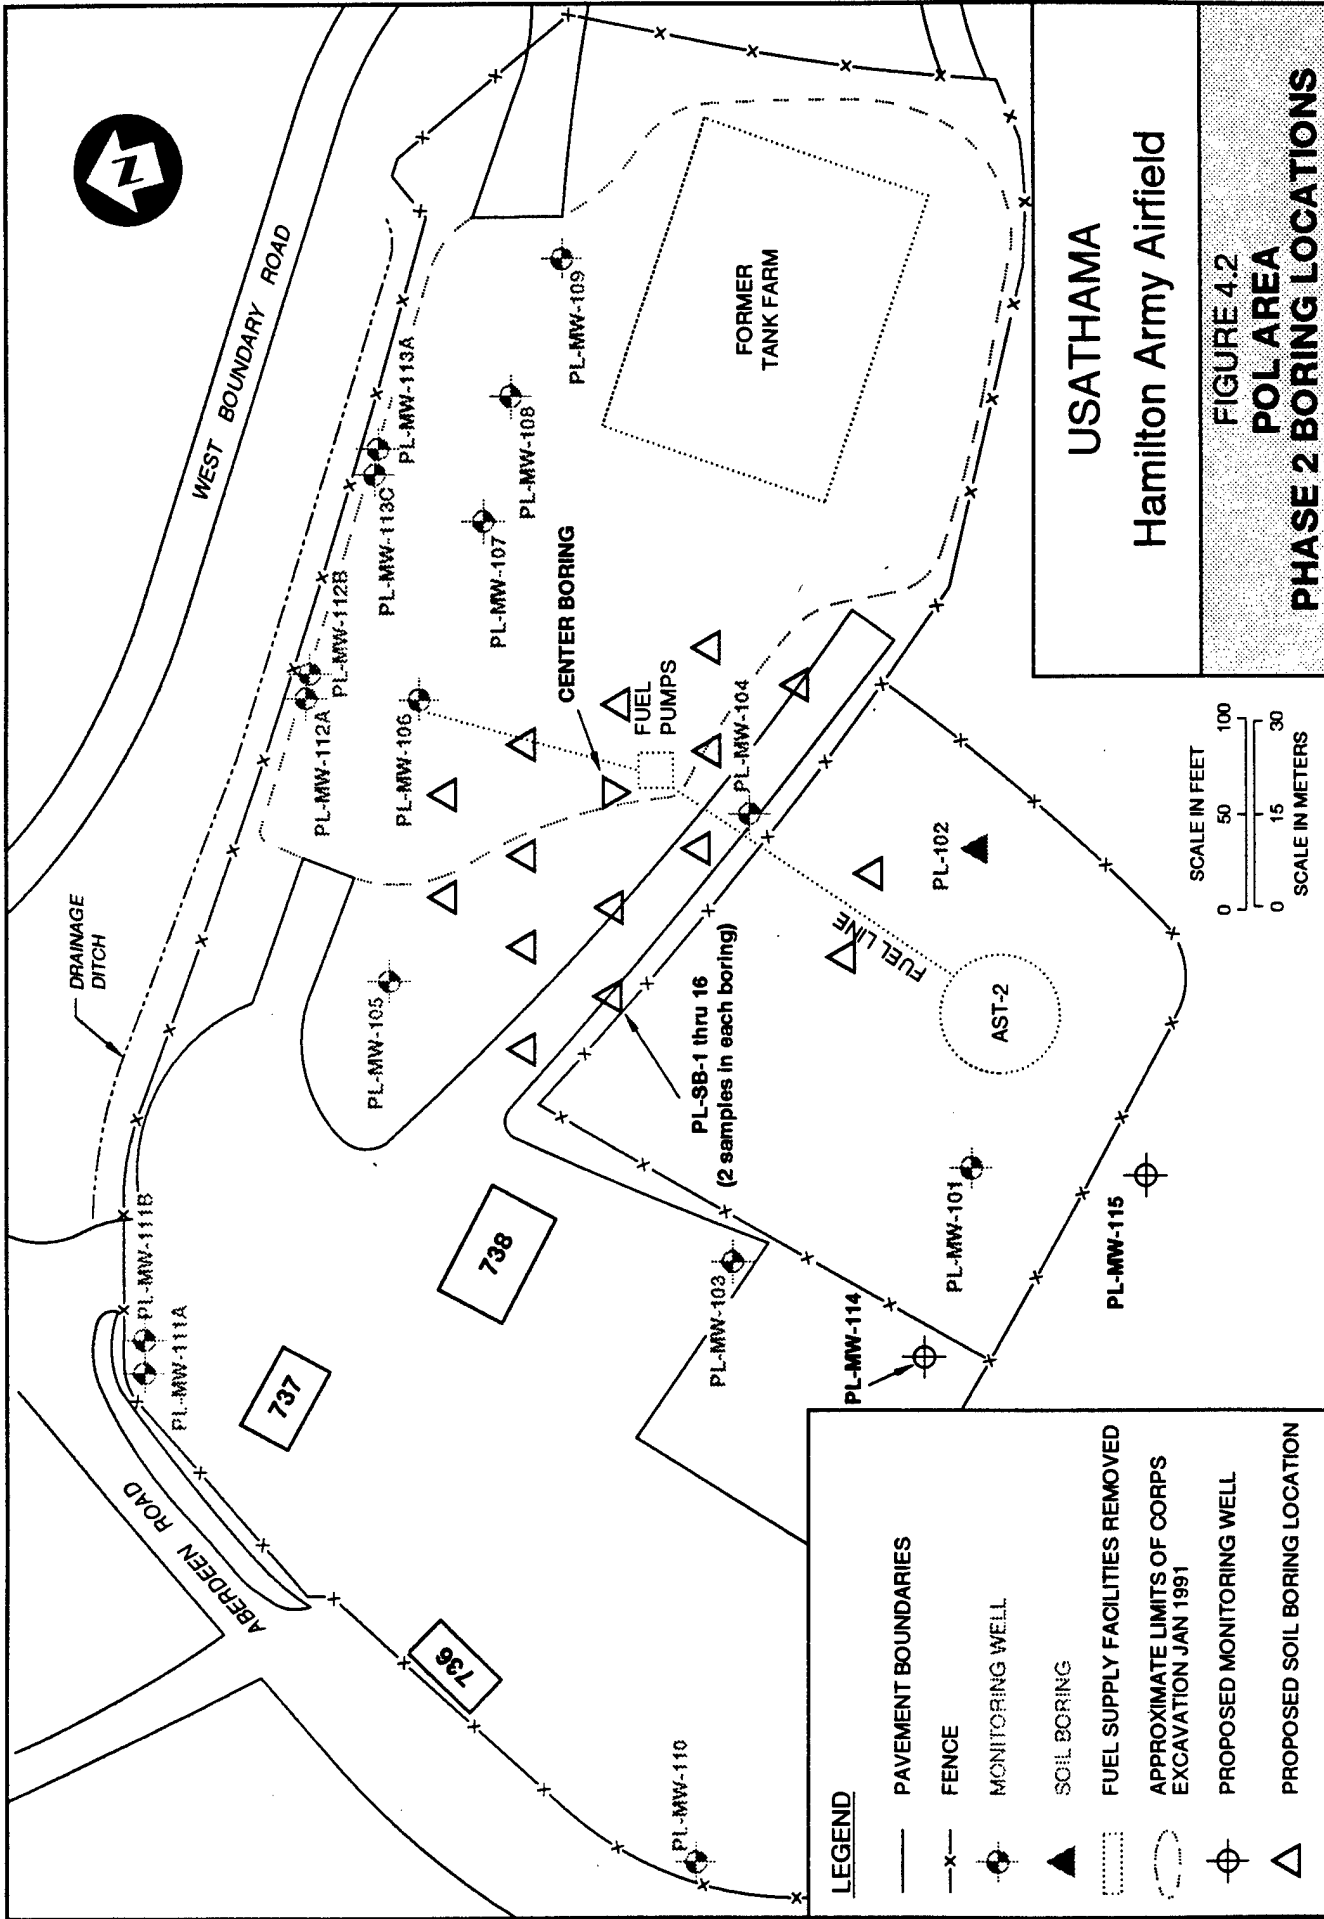 N
WEST BOUNDARY ROAD
DRAINAGE
DITCH
ABERDEEN ROAD
PL-MW-111B
PL-MW-111A
PL-MW-112A
PL-MW-112B
PL-MW-113C
PL-MW-113A
PL-MW-105
PL-MW-106
PL-MW-107
PL-MW-108
PL-MW-109
CENTER BORING
FUEL
PUMPS
FORMER
TANK FARM
736
737
738
PL-MW-104
PL-SB-1 thru 16
(2 samples in each boring)
FUEL LINE
PL-102
AST-2
PL-MW-103
PL-MW-101
PL-MW-110
PL-MW-114
PL-MW-115
LEGEND
PAVEMENT BOUNDARIES
FENCE
MONITORING WELL
SOIL BORING
FUEL SUPPLY FACILITIES REMOVED
APPROXIMATE LIMITS OF CORPS
EXCAVATION JAN 1991
PROPOSED MONITORING WELL
PROPOSED SOIL BORING LOCATION
SCALE IN FEET
0 50 100
0 15 30
SCALE IN METERS
USATHAMA
Hamilton Army Airfield
FIGURE 4.2
POL AREA
PHASE 2 BORING LOCATIONS